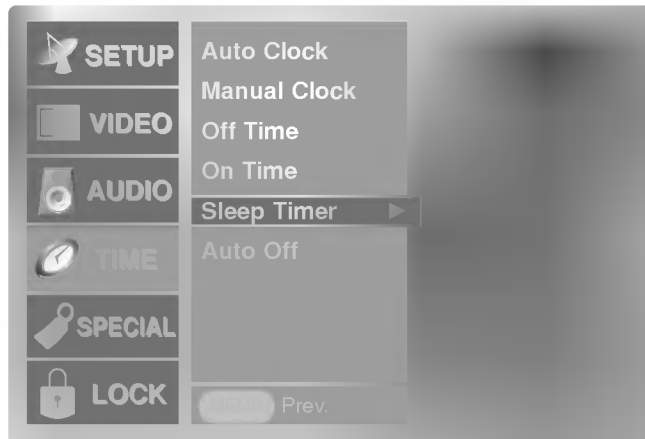 SETUP
VIDEO
AUDIO
TIME
SPECIAL
LOCK
Auto Clock
Manual Clock
Off Time
On Time
Sleep Timer
Auto Off
MENU Prev.